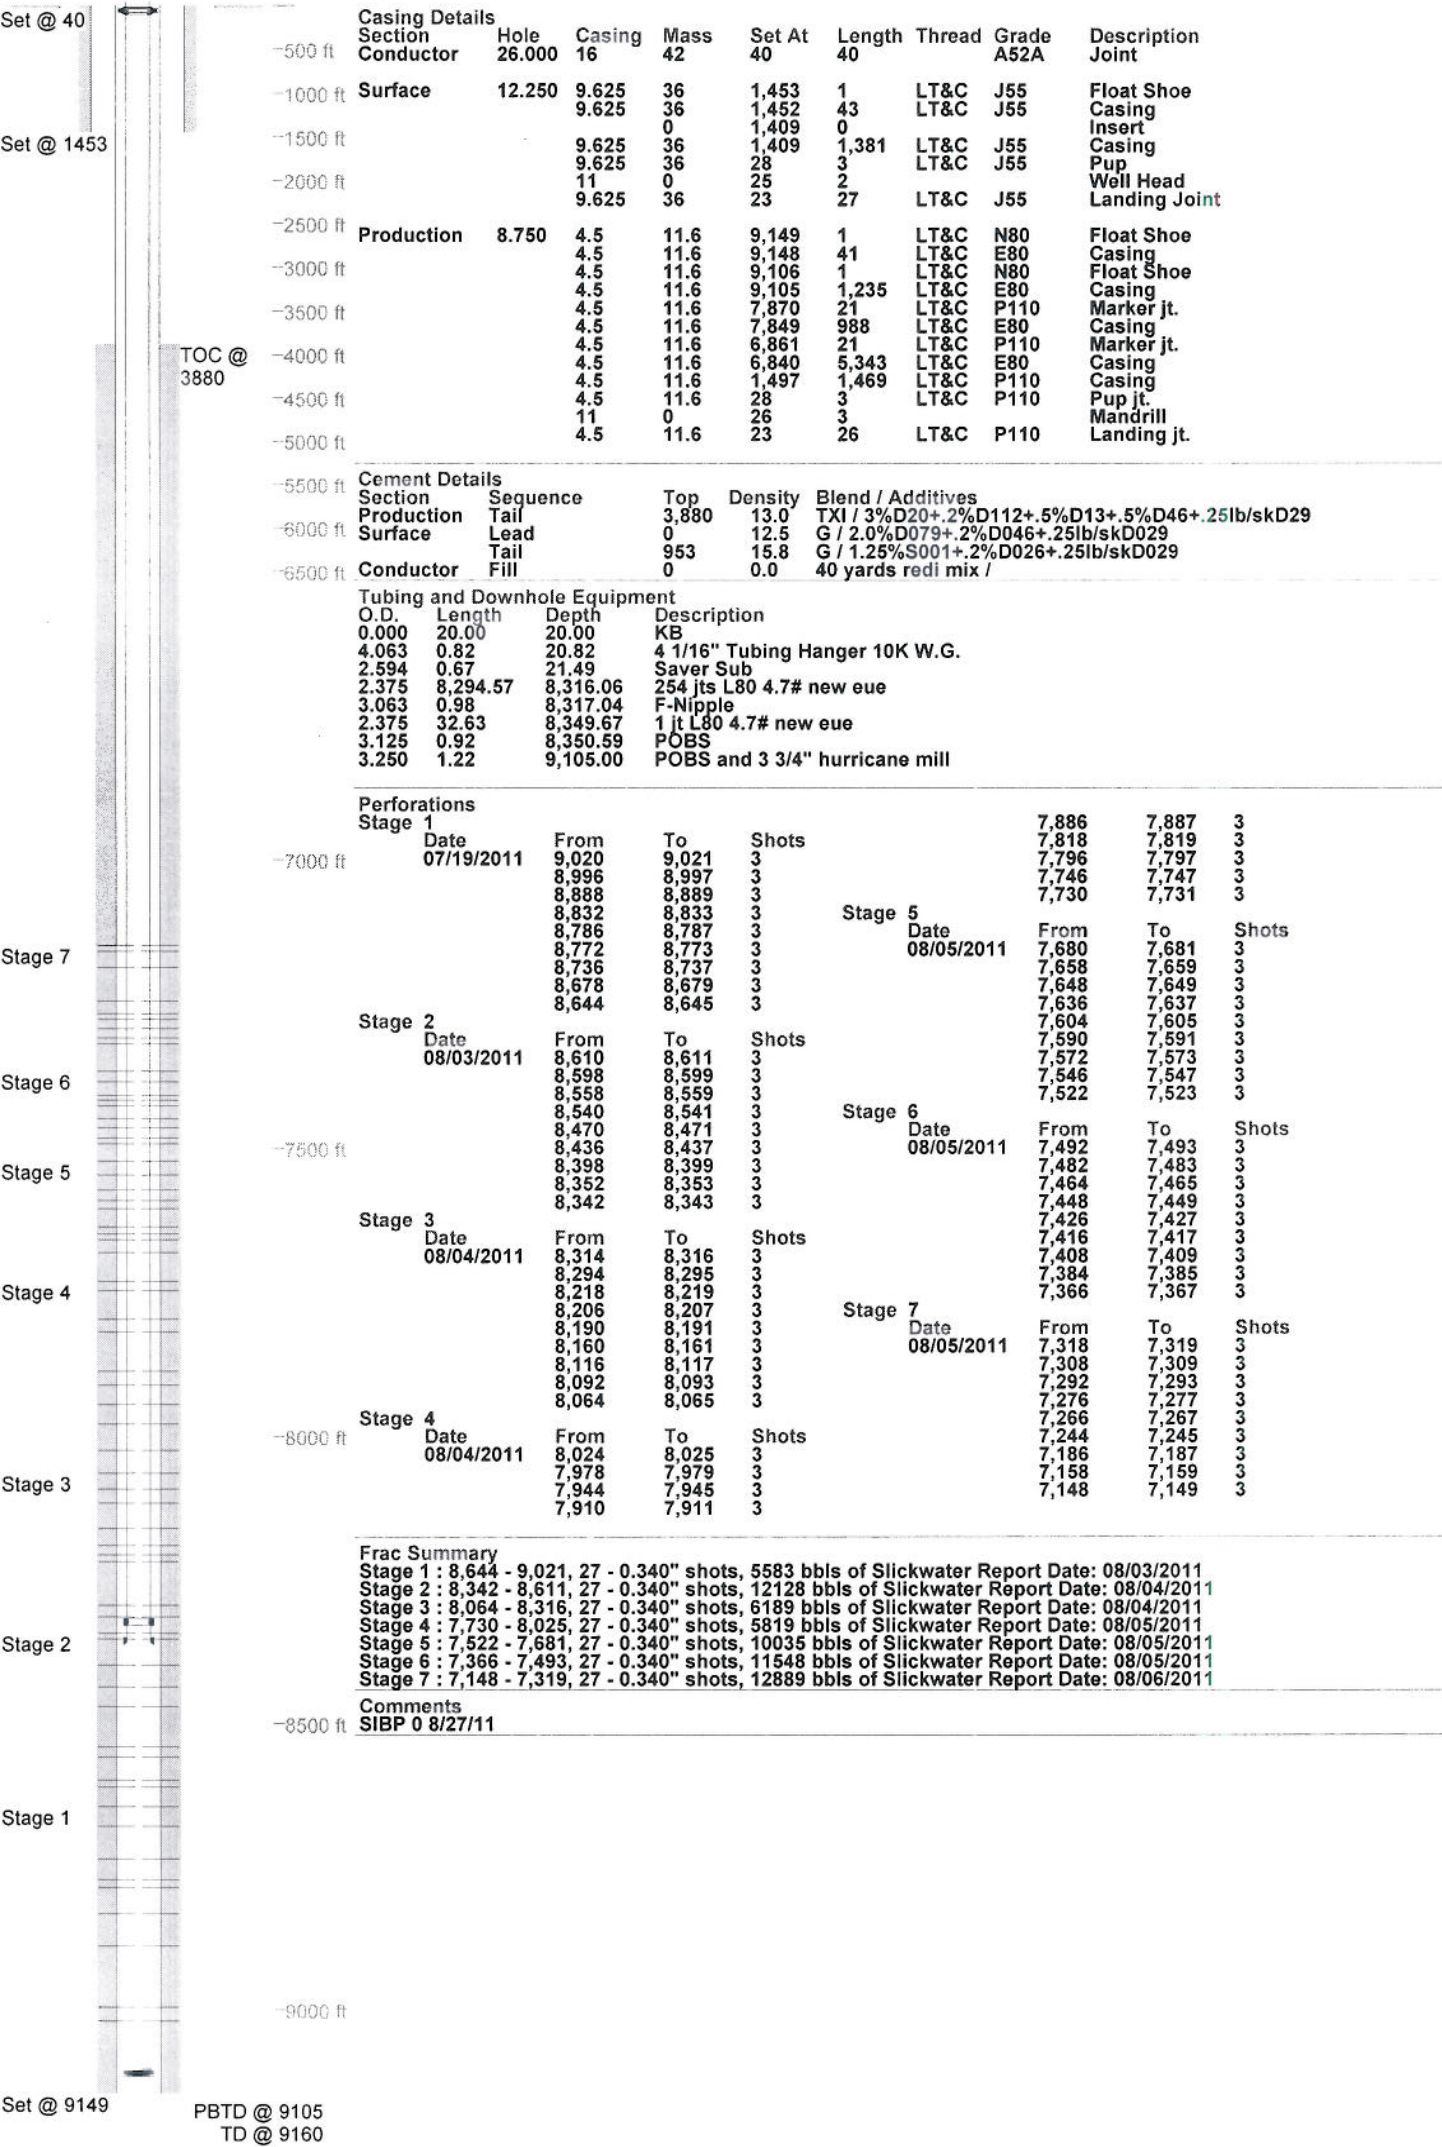 Set @ 40
Set @ 1453
TOC @
3880
Stage 7
Stage 6
Stage 5
Stage 4
Stage 3
Stage 2
Stage 1
Set @ 9149
PBTD @ 9105
TD @ 9160
500 ft
1000 ft
1500 ft
2000 ft
2500 ft
3000 ft
3500 ft
4000 ft
4500 ft
5000 ft
5500 ft
6000 ft
6500 ft
7000 ft
7500 ft
8000 ft
8500 ft
9000 ft
Casing Details
Section Hole Casing Mass Set At Length Thread Grade Description
Conductor 26.000 16 42 40 40 A52A Joint
Surface 12.250 9.625 36 1,453 1 LT&C J55 Float Shoe
9.625 36 1,452 43 LT&C J55 Casing
0 1,409 0 Insert
9.625 36 1,409 1,381 LT&C J55 Casing
9.625 36 28 3 LT&C J55 Pup
11 0 25 2 Well Head
9.625 36 23 27 LT&C J55 Landing Joint
Production 8.750 4.5 11.6 9,149 1 LT&C N80 Float Shoe
4.5 11.6 9,148 41 LT&C E80 Casing
4.5 11.6 9,106 1 LT&C N80 Float Shoe
4.5 11.6 9,105 1,235 LT&C E80 Casing
4.5 11.6 7,870 21 LT&C P110 Marker jt.
4.5 11.6 7,849 988 LT&C E80 Casing
4.5 11.6 6,861 21 LT&C P110 Marker jt.
4.5 11.6 6,840 5,343 LT&C E80 Casing
4.5 11.6 1,497 1,469 LT&C P110 Casing
4.5 11.6 28 3 LT&C P110 Pup jt.
11 0 26 3 Mandrill
4.5 11.6 23 26 LT&C P110 Landing jt.
Cement Details
Section Sequence Top Density Blend / Additives
Production Tail 3,880 13.0 TXI / 3%D20+.2%D112+.5%D13+.5%D46+.25lb/skD29
Surface Lead 0 12.5 G / 2.0%D079+.2%D046+.25lb/skD029
Tail 953 15.8 G / 1.25%S001+.2%D026+.25lb/skD029
Conductor Fill 0 0.0 40 yards redi mix /
Tubing and Downhole Equipment
O.D. Length Depth Description
0.000 20.00 20.00 KB
4.063 0.82 20.82 4 1/16" Tubing Hanger 10K W.G.
2.594 0.67 21.49 Saver Sub
2.375 8,294.57 8,316.06 254 jts L80 4.7# new eue
3.063 0.98 8,317.04 F-Nipple
2.375 32.63 8,349.67 1 jt L80 4.7# new eue
3.125 0.92 8,350.59 POBS
3.250 1.22 9,105.00 POBS and 3 3/4" hurricane mill
Perforations
Stage 1
Date From To Shots
07/19/2011 9,020 9,021 3
8,996 8,997 3
8,888 8,889 3
8,832 8,833 3
8,786 8,787 3
8,772 8,773 3
8,736 8,737 3
8,678 8,679 3
8,644 8,645 3
Stage 2
Date From To Shots
08/03/2011 8,610 8,611 3
8,598 8,599 3
8,558 8,559 3
8,540 8,541 3
8,470 8,471 3
8,436 8,437 3
8,398 8,399 3
8,352 8,353 3
8,342 8,343 3
Stage 3
Date From To Shots
08/04/2011 8,314 8,316 3
8,294 8,295 3
8,218 8,219 3
8,206 8,207 3
8,190 8,191 3
8,160 8,161 3
8,116 8,117 3
8,092 8,093 3
8,064 8,065 3
Stage 4
Date From To Shots
08/04/2011 8,024 8,025 3
7,978 7,979 3
7,944 7,945 3
7,910 7,911 3
7,886 7,887 3
7,818 7,819 3
7,796 7,797 3
7,746 7,747 3
7,730 7,731 3
Stage 5
Date From To Shots
08/05/2011 7,680 7,681 3
7,658 7,659 3
7,648 7,649 3
7,636 7,637 3
7,604 7,605 3
7,590 7,591 3
7,572 7,573 3
7,546 7,547 3
7,522 7,523 3
Stage 6
Date From To Shots
08/05/2011 7,492 7,493 3
7,482 7,483 3
7,464 7,465 3
7,448 7,449 3
7,426 7,427 3
7,416 7,417 3
7,408 7,409 3
7,384 7,385 3
7,366 7,367 3
Stage 7
Date From To Shots
08/05/2011 7,318 7,319 3
7,308 7,309 3
7,292 7,293 3
7,276 7,277 3
7,266 7,267 3
7,244 7,245 3
7,186 7,187 3
7,158 7,159 3
7,148 7,149 3
Frac Summary
Stage 1 : 8,644 - 9,021, 27 - 0.340" shots, 5583 bbls of Slickwater Report Date: 08/03/2011
Stage 2 : 8,342 - 8,611, 27 - 0.340" shots, 12128 bbls of Slickwater Report Date: 08/04/2011
Stage 3 : 8,064 - 8,316, 27 - 0.340" shots, 6189 bbls of Slickwater Report Date: 08/04/2011
Stage 4 : 7,730 - 8,025, 27 - 0.340" shots, 5819 bbls of Slickwater Report Date: 08/05/2011
Stage 5 : 7,522 - 7,681, 27 - 0.340" shots, 10035 bbls of Slickwater Report Date: 08/05/2011
Stage 6 : 7,366 - 7,493, 27 - 0.340" shots, 11548 bbls of Slickwater Report Date: 08/05/2011
Stage 7 : 7,148 - 7,319, 27 - 0.340" shots, 12889 bbls of Slickwater Report Date: 08/06/2011
Comments
SIBP 0 8/27/11